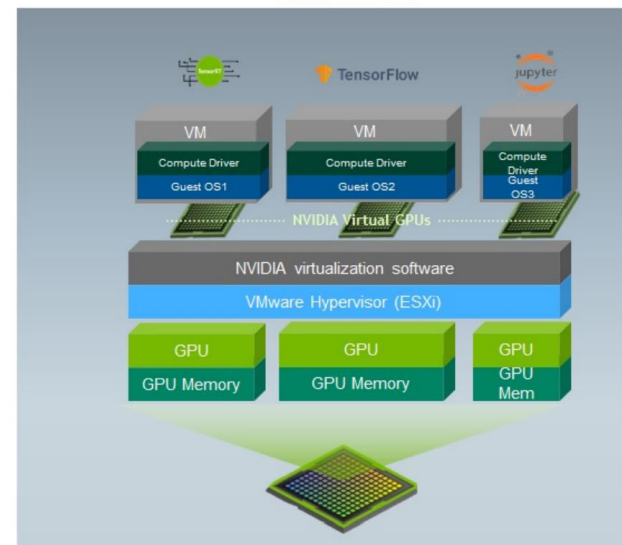 TensorRT
TensorFlow
jupyter
VM
VM
VM
Compute Driver
Compute Driver
Compute
Driver
Guest OS1
Guest OS2
Guest
OS3
NVIDIA Virtual GPUs
NVIDIA virtualization software
VMware Hypervisor (ESXi)
GPU
GPU
GPU
GPU Memory
GPU Memory
GPU
Mem